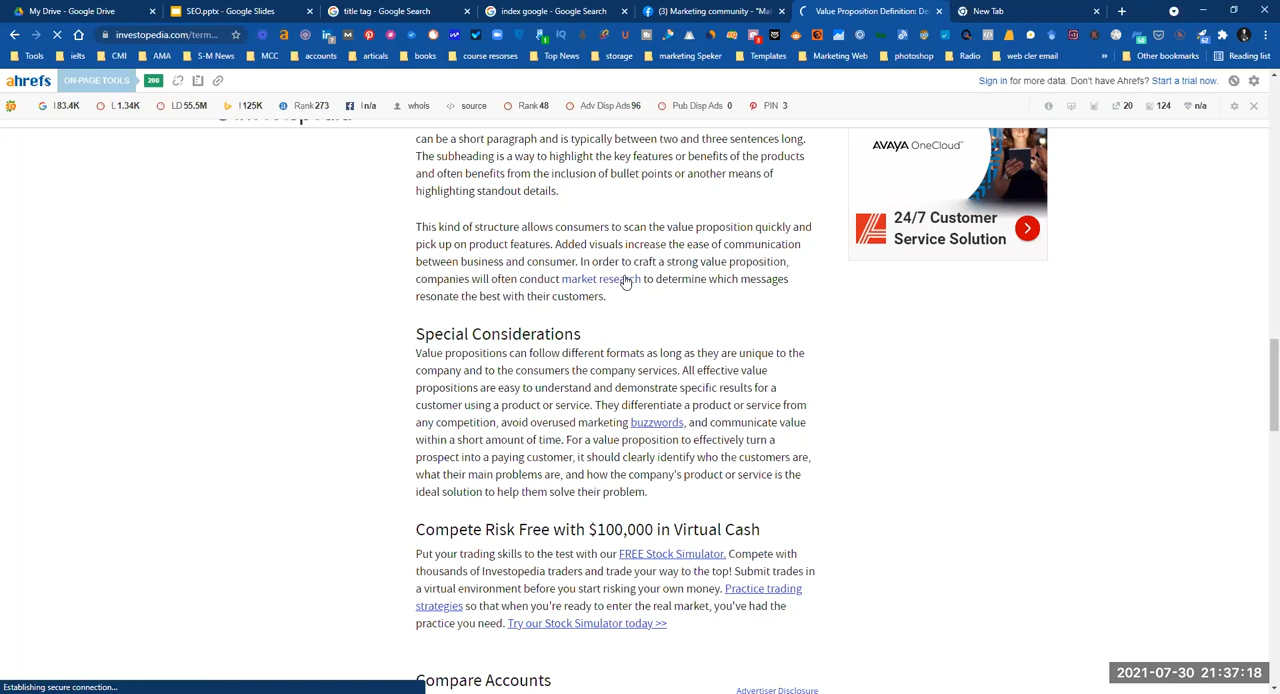 My Drive - Google Drive
SEO.pptx - Google Slides
title tag - Google Search
index google - Google Search
(3) Marketing community - "Mai
Value Proposition Definition: De
New Tab
investopedia.com/terms/v/valueproposition...
Tools
ielts
CMI
AMA
S-M News
MCC
accounts
articals
books
course resorces
Top News
storage
marketing Speker
Templates
Marketing Web
photoshop
Radio
web cler email
»
Other bookmarks
Reading list
ahrefs
ON-PAGE TOOLS
200
Sign in for more data. Don't have Ahrefs? Start a trial now.
I 83.4K
L 1.34K
LD 55.5M
I 125K
Rank 273
I n/a
whois
source
Rank 48
Adv Disp Ads 96
Pub Disp Ads 0
PIN 3
20
124
n/a
can be a short paragraph and is typically between two and three sentences long.
The subheading is a way to highlight the key features or benefits of the products
and often benefits from the inclusion of bullet points or another means of
highlighting standout details.
This kind of structure allows consumers to scan the value proposition quickly and
pick up on product features. Added visuals increase the ease of communication
between business and consumer. In order to craft a strong value proposition,
companies will often conduct market research to determine which messages
resonate the best with their customers.
AVAYA OneCloud™
24/7 Customer
Service Solution
Special Considerations
Value propositions can follow different formats as long as they are unique to the
company and to the consumers the company services. All effective value
propositions are easy to understand and demonstrate specific results for a
customer using a product or service. They differentiate a product or service from
any competition, avoid overused marketing buzzwords, and communicate value
within a short amount of time. For a value proposition to effectively turn a
prospect into a paying customer, it should clearly identify who the customers are,
what their main problems are, and how the company's product or service is the
ideal solution to help them solve their problem.
Compete Risk Free with $100,000 in Virtual Cash
Put your trading skills to the test with our FREE Stock Simulator. Compete with
thousands of Investopedia traders and trade your way to the top! Submit trades in
a virtual environment before you start risking your own money. Practice trading
strategies so that when you're ready to enter the real market, you've had the
practice you need. Try our Stock Simulator today >>
Compare Accounts
Advertiser Disclosure
Establishing secure connection...
2021-07-30 21:37:18